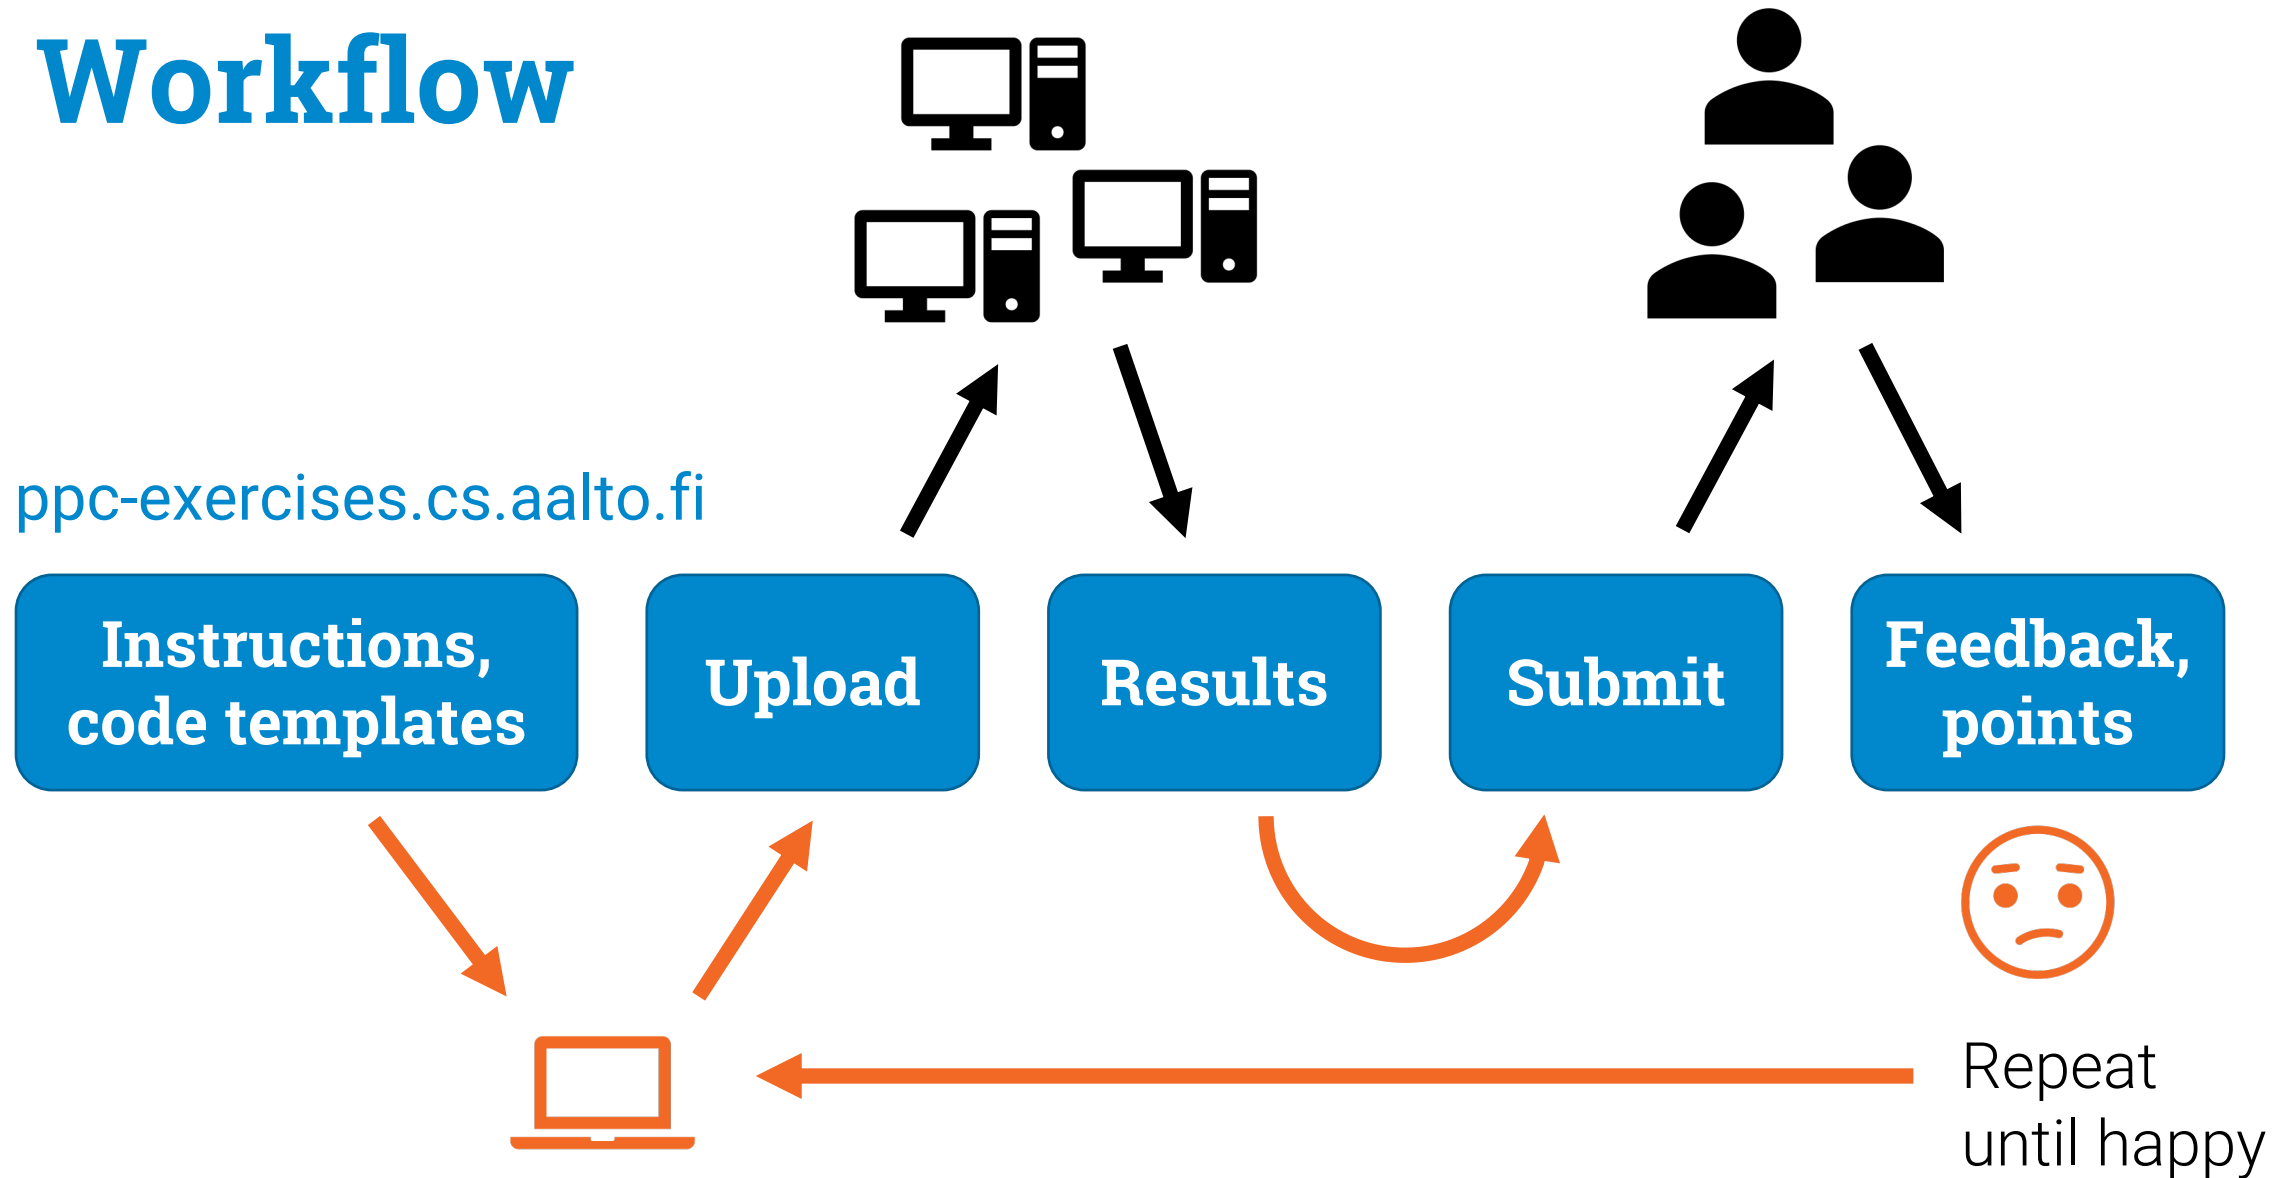 Workflow
ppc-exercises.cs.aalto.fi
Instructions,
code templates
Upload
Results
Submit
Feedback,
points
Repeat
until happy